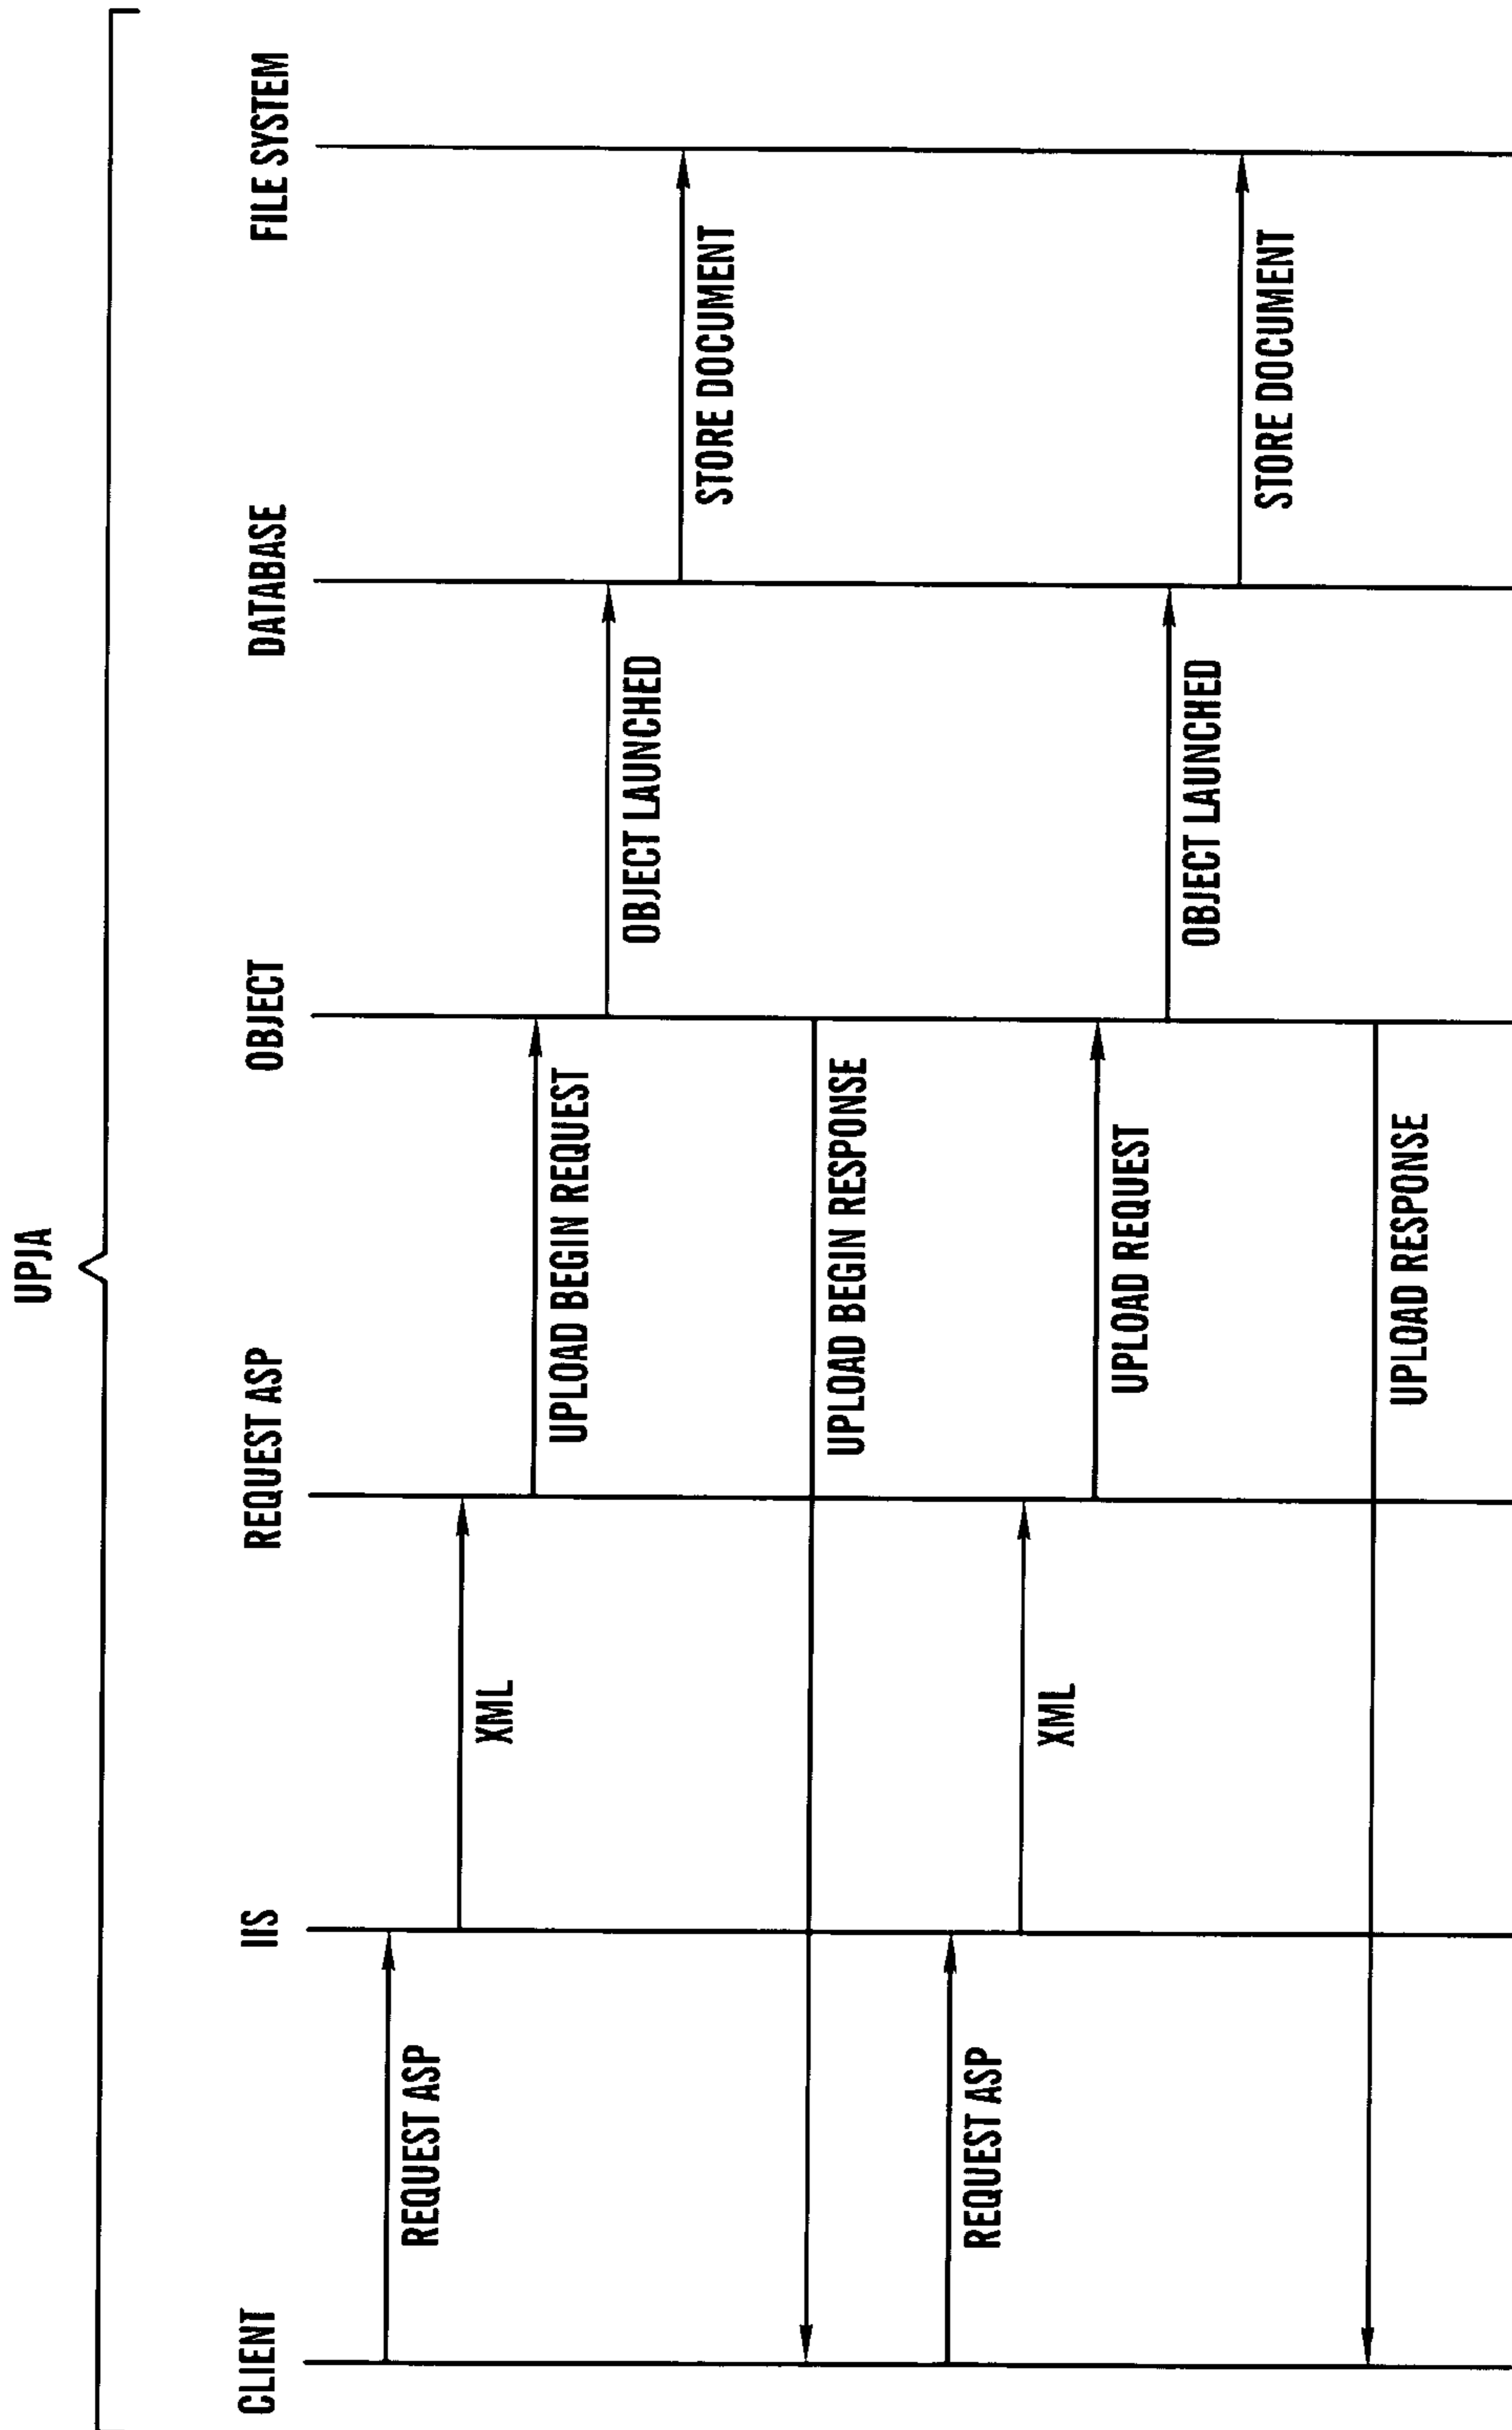 UPJA
CLIENT
IIS
REQUEST ASP
OBJECT
DATABASE
FILE SYSTEM
REQUEST ASP
XML
UPLOAD BEGIN REQUEST
OBJECT LAUNCHED
STORE DOCUMENT
UPLOAD BEGIN RESPONSE
REQUEST ASP
XML
UPLOAD REQUEST
OBJECT LAUNCHED
STORE DOCUMENT
UPLOAD RESPONSE